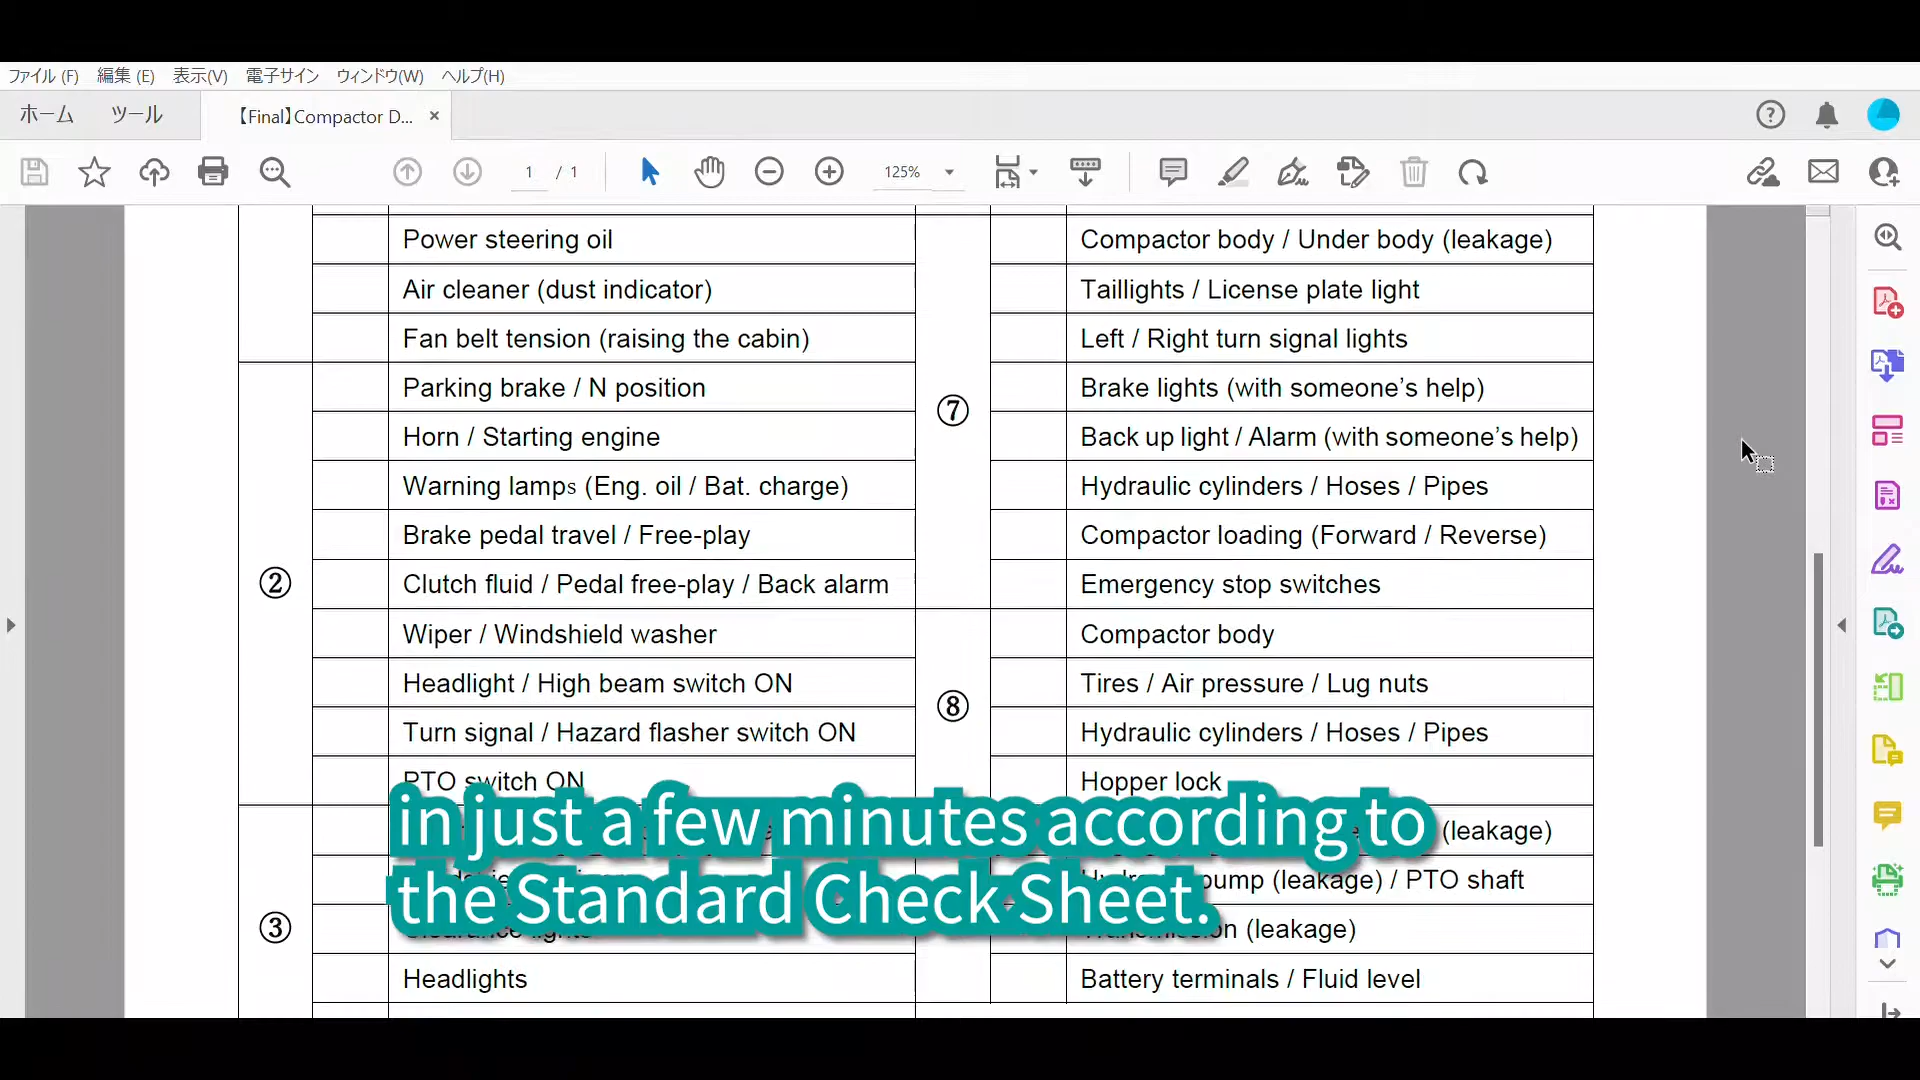 ファイル (F) 編集 (E) 表示(V) 電子サイン ウィンドウ(W) ヘルプ(H)
ホーム ツール 【Final】Compactor D... ×
1 / 1 125%
Power steering oil
Air cleaner (dust indicator)
Fan belt tension (raising the cabin)
②
Parking brake / N position
Horn / Starting engine
Warning lamps (Eng. oil / Bat. charge)
Brake pedal travel / Free-play
Clutch fluid / Pedal free-play / Back alarm
Wiper / Windshield washer
Headlight / High beam switch ON
Turn signal / Hazard flasher switch ON
PTO switch ON
③
Headlights
⑦
Compactor body / Under body (leakage)
Taillights / License plate light
Left / Right turn signal lights
Brake lights (with someone’s help)
Back up light / Alarm (with someone’s help)
Hydraulic cylinders / Hoses / Pipes
Compactor loading (Forward / Reverse)
Emergency stop switches
⑧
Compactor body
Tires / Air pressure / Lug nuts
Hydraulic cylinders / Hoses / Pipes
Hopper lock
(leakage)
pump (leakage) / PTO shaft
(leakage)
Battery terminals / Fluid level
in just a few minutes according to
the Standard Check Sheet.